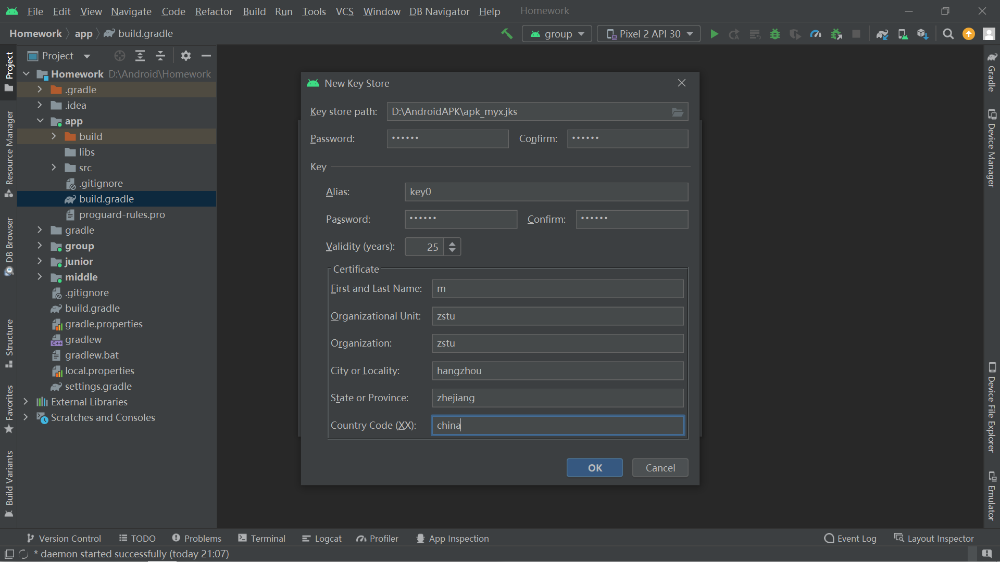 File Edit View Navigate Code Refactor Build Run Tools VCS Window DB Navigator Help Homework
Homework app build.gradle group Pixel 2 API 30
Project
Homework D:\Android\Homework
.gradle
.idea
app
build
libs
src
.gitignore
build.gradle
proguard-rules.pro
gradle
group
junior
middle
.gitignore
build.gradle
gradle.properties
gradlew
gradlew.bat
local.properties
settings.gradle
External Libraries
Scratches and Consoles
Project
Resource Manager
DB Browser
Structure
Favorites
Build Variants
New Key Store
Key store path: D:\AndroidAPK\apk_myx.jks
Password: •••••• Confirm: ••••••
Key
Alias: key0
Password: •••••• Confirm: ••••••
Validity (years): 25
Certificate
First and Last Name: m
Organizational Unit: zstu
Organization: zstu
City or Locality: hangzhou
State or Province: zhejiang
Country Code (XX): china
OK Cancel
Gradle
Device Manager
Device File Explorer
Emulator
Version Control TODO Problems Terminal Logcat Profiler App Inspection Event Log Layout Inspector
* daemon started successfully (today 21:07)